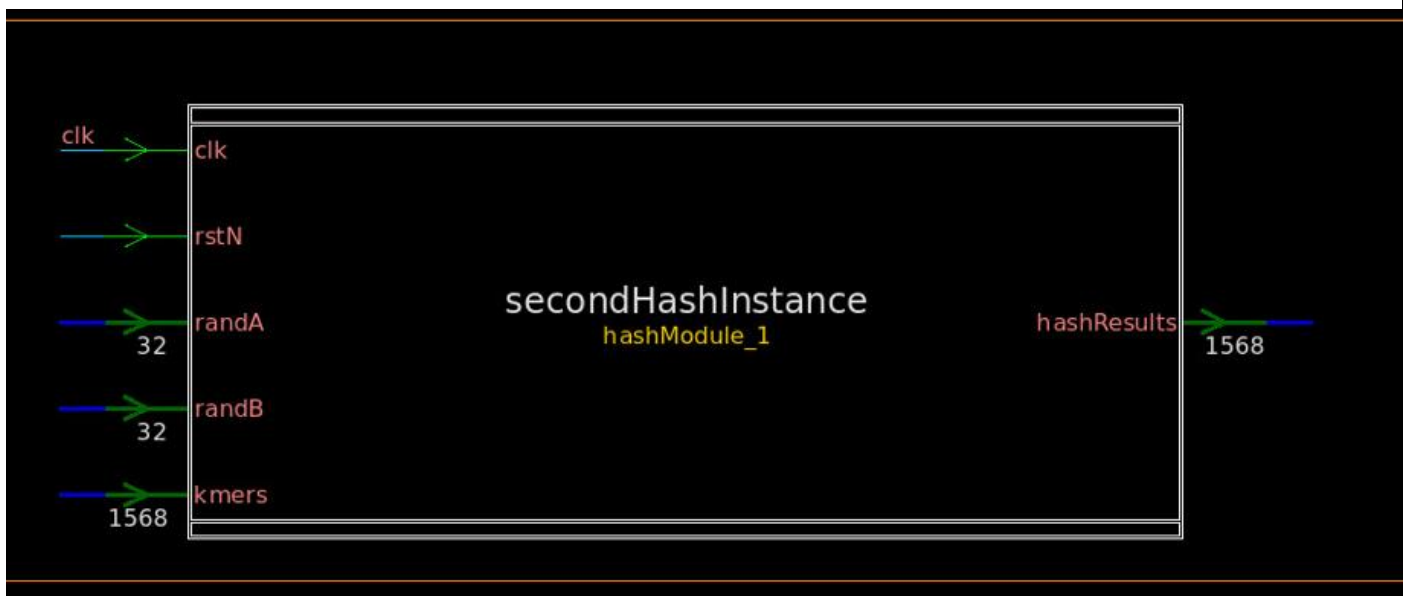 clk
clk
rstN
randA
32
randB
32
kmers
1568
secondHashInstance
hashModule_1
hashResults
1568